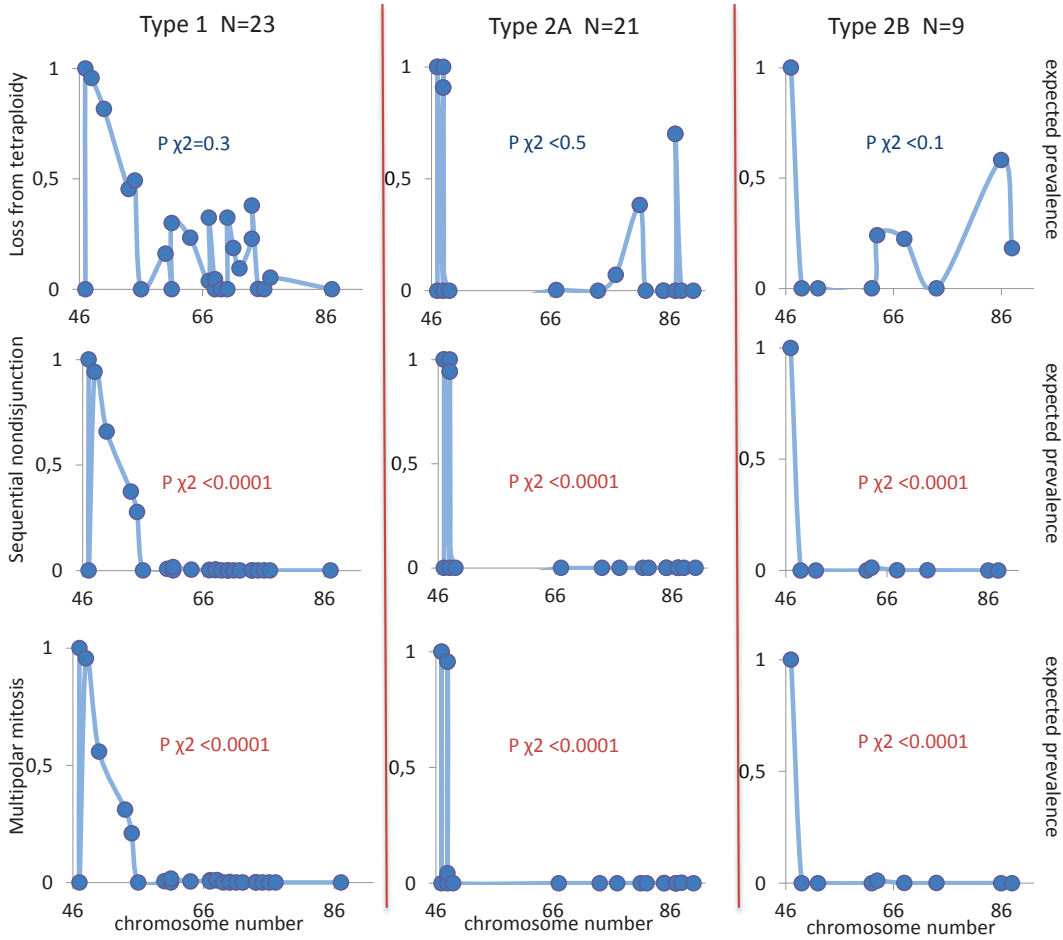 Type 1 N=23
Type 2A N=21
Type 2B N=9
Loss from tetraploidy
1
0,5
0
P χ2=0.3
46
66
86
1
0,5
0
P χ2 <0.5
46
66
86
1
0,5
0
P χ2 <0.1
46
66
86
expected prevalence
Sequential nondisjunction
1
0,5
0
P χ2 <0.0001
46
66
86
1
0,5
0
P χ2 <0.0001
46
66
86
1
0,5
0
P χ2 <0.0001
46
66
86
expected prevalence
Multipolar mitosis
1
0,5
0
P χ2 <0.0001
46
66
86
chromosome number
1
0,5
0
P χ2 <0.0001
46
66
86
chromosome number
1
0,5
0
P χ2 <0.0001
46
66
86
chromosome number
expected prevalence